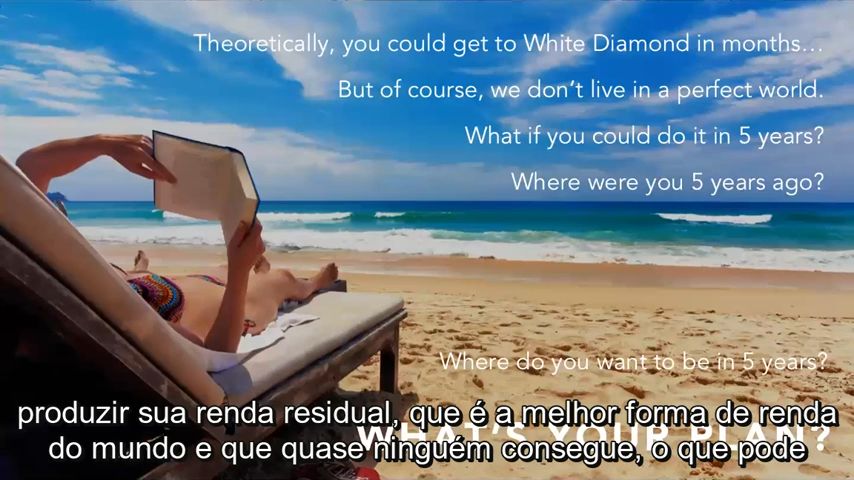 Theoretically, you could get to White Diamond in months…
But of course, we don't live in a perfect world.
What if you could do it in 5 years?
Where were you 5 years ago?
Where do you want to be in 5 years?
WHAT'S YOUR PLAN?
produzir sua renda residual, que é a melhor forma de renda
do mundo e que quase ninguém consegue, o que pode